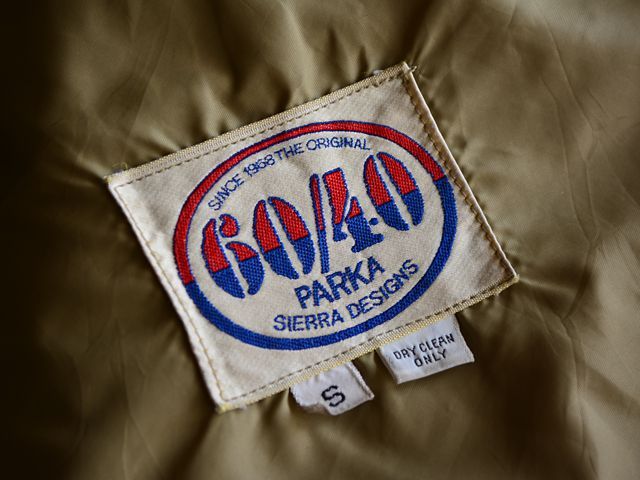 SINCE 1968 THE ORIGINAL
60/40
PARKA
SIERRA DESIGNS
S
DRY CLEAN
ONLY